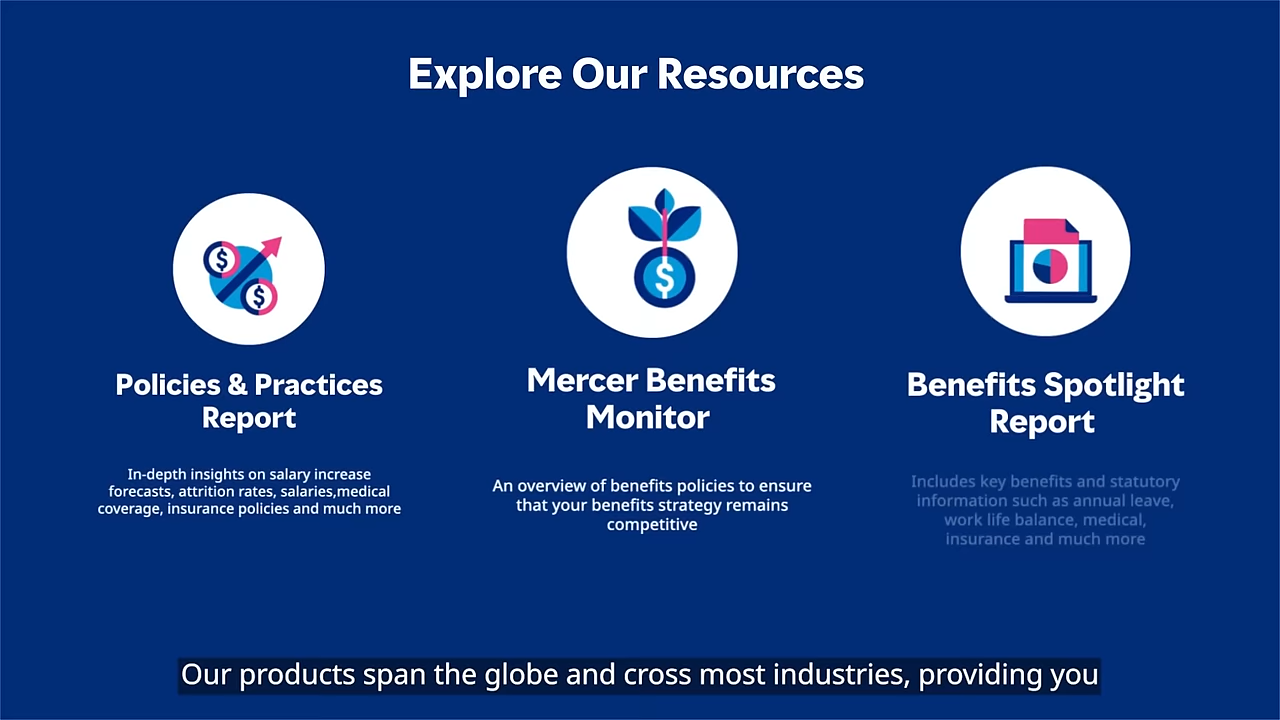 Explore Our Resources
Policies & Practices
Report
In-depth insights on salary increase
forecasts, attrition rates, salaries,medical
coverage, insurance policies and much more
Mercer Benefits
Monitor
An overview of benefits policies to ensure
that your benefits strategy remains
competitive
Benefits Spotlight
Report
Includes key benefits and statutory
information such as annual leave,
work life balance, medical,
insurance and much more
Our products span the globe and cross most industries, providing you